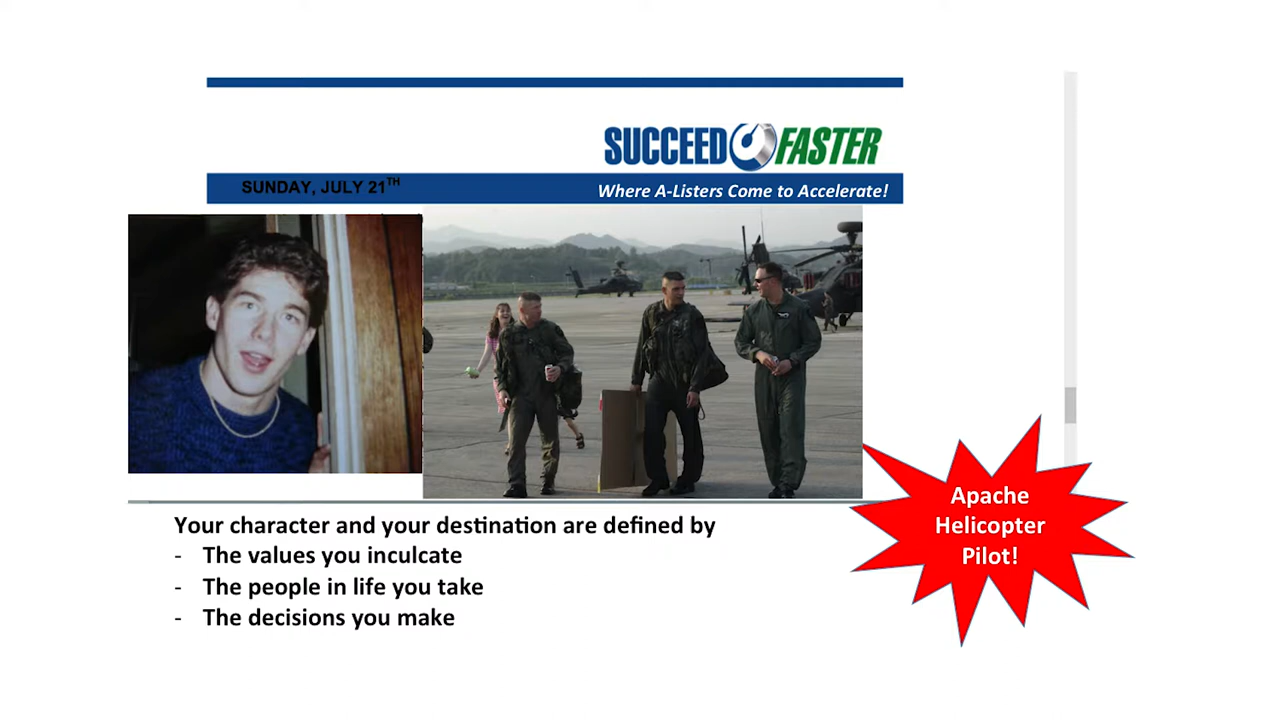 SUCCEED FASTER
SUNDAY, JULY 21TH
Where A-Listers Come to Accelerate!
Your character and your destination are defined by
- The values you inculcate
- The people in life you take
- The decisions you make
Apache
Helicopter
Pilot!